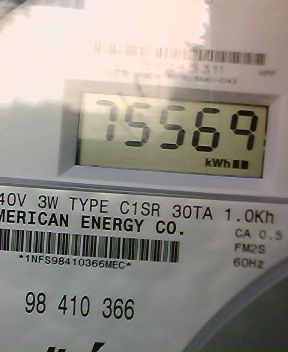 75569
kWh
40V 3W TYPE C1SR 30TA 1.0Kh
MERICAN ENERGY CO.
CA 0.5
*1NFS98410366MEC*
FM2S
60Hz
98 410 366